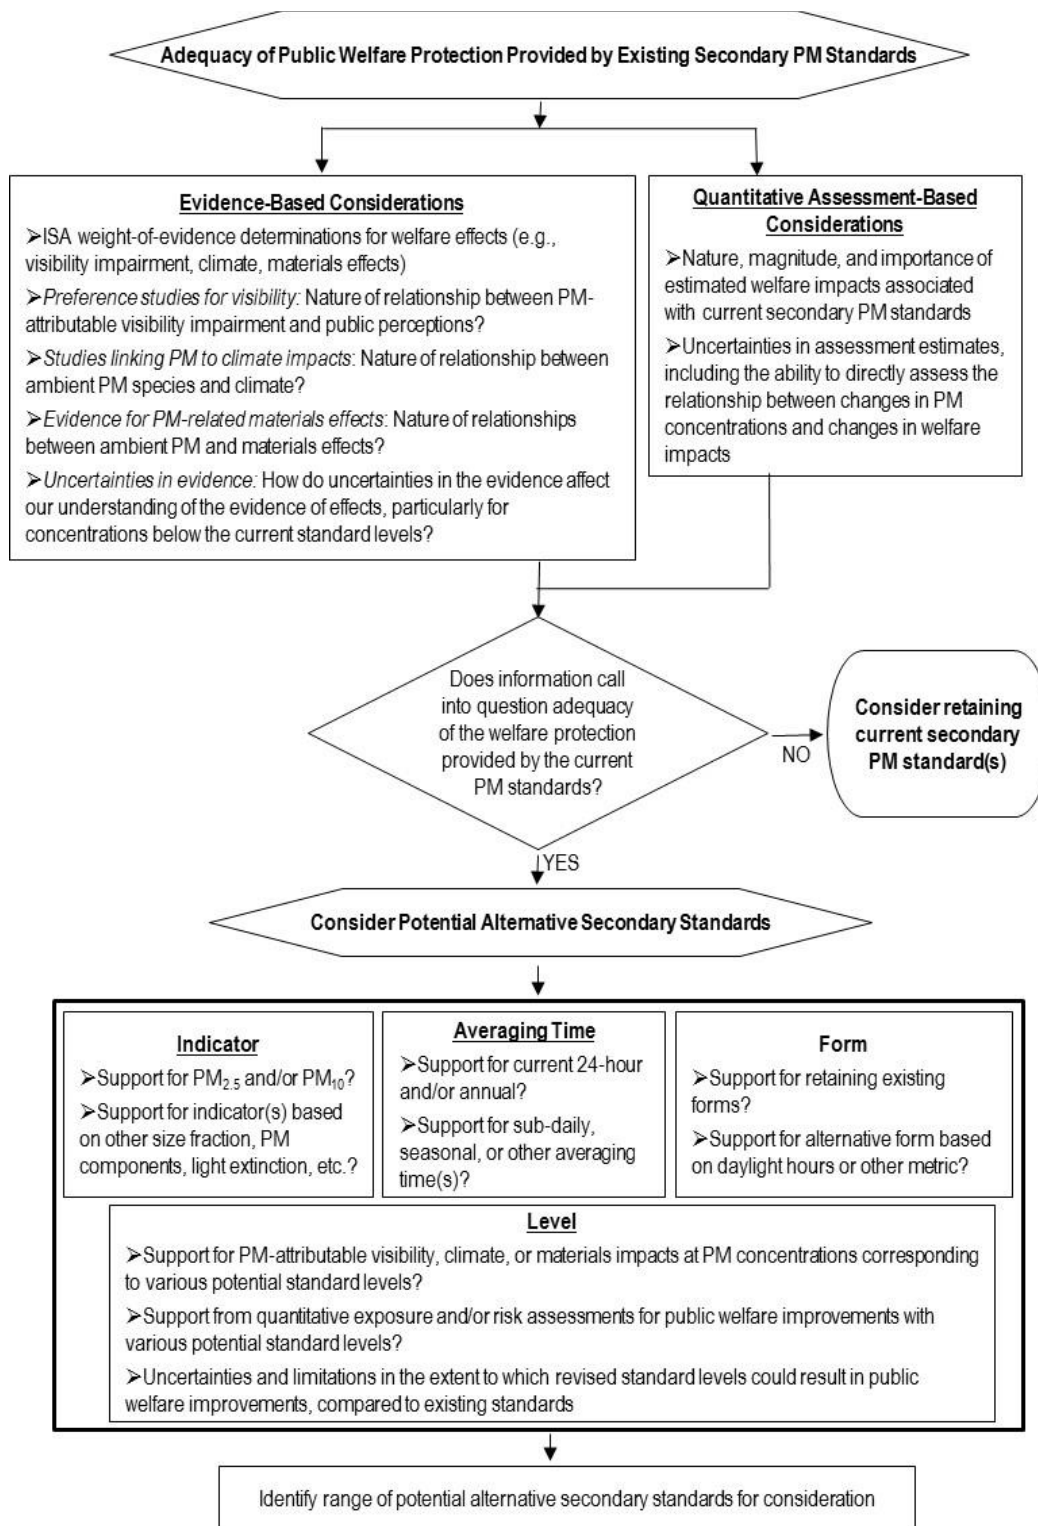 Adequacy of Public Welfare Protection Provided by Existing Secondary PM Standards
Evidence-Based Considerations
➢ISA weight-of-evidence determinations for welfare effects (e.g.,
visibility impairment, climate, materials effects)
➢Preference studies for visibility: Nature of relationship between PM-
attributable visibility impairment and public perceptions?
➢Studies linking PM to climate impacts: Nature of relationship between
ambient PM species and climate?
➢Evidence for PM-related materials effects: Nature of relationships
between ambient PM and materials effects?
➢Uncertainties in evidence: How do uncertainties in the evidence affect
our understanding of the evidence of effects, particularly for
concentrations below the current standard levels?
Quantitative Assessment-Based
Considerations
➢Nature, magnitude, and importance of
estimated welfare impacts associated
with current secondary PM standards
➢Uncertainties in assessment estimates,
including the ability to directly assess the
relationship between changes in PM
concentrations and changes in welfare
impacts
Does information call
into question adequacy
of the welfare protection
provided by the current
PM standards?
NO
Consider retaining
current secondary
PM standard(s)
YES
Consider Potential Alternative Secondary Standards
Indicator
➢Support for PM2.5 and/or PM10?
➢Support for indicator(s) based
on other size fraction, PM
components, light extinction, etc.?
Averaging Time
➢Support for current 24-hour
and/or annual?
➢Support for sub-daily,
seasonal, or other averaging
time(s)?
Form
➢Support for retaining existing
forms?
➢Support for alternative form based
on daylight hours or other metric?
Level
➢Support for PM-attributable visibility, climate, or materials impacts at PM concentrations corresponding
to various potential standard levels?
➢Support from quantitative exposure and/or risk assessments for public welfare improvements with
various potential standard levels?
➢Uncertainties and limitations in the extent to which revised standard levels could result in public
welfare improvements, compared to existing standards
Identify range of potential alternative secondary standards for consideration